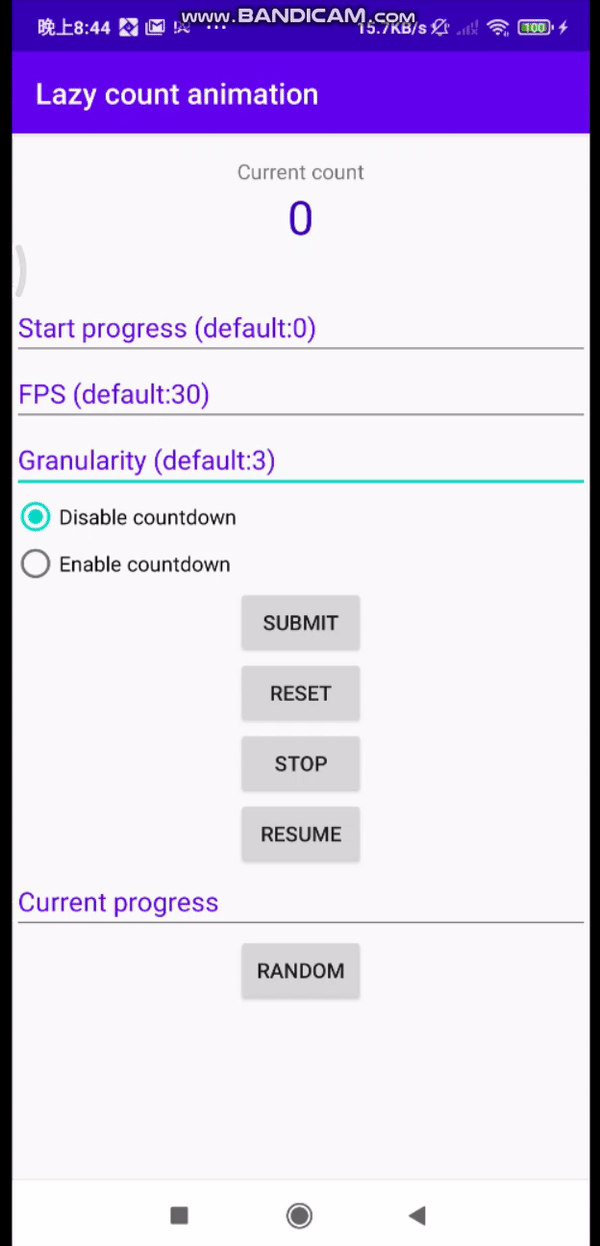 www.BANDICAM.com
晚上8:44 15.7KB/s 100
Lazy count animation
Current count
0
Start progress (default:0)
FPS (default:30)
Granularity (default:3)
Disable countdown
Enable countdown
SUBMIT
RESET
STOP
RESUME
Current progress
RANDOM